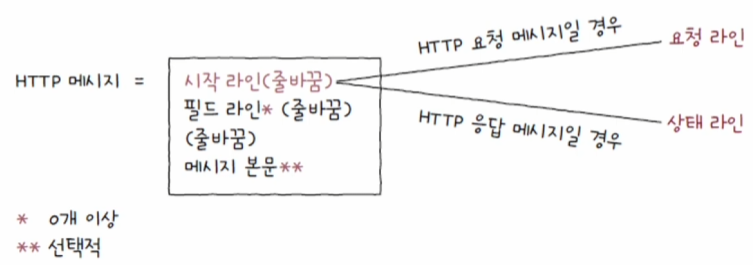 HTTP 요청 메시지일 경우
요청 라인
HTTP 메시지 =
시작 라인(줄바꿈)
필드 라인* (줄바꿈)
(줄바꿈)
메시지 본문**
HTTP 응답 메시지일 경우
상태 라인
* 0개 이상
** 선택적